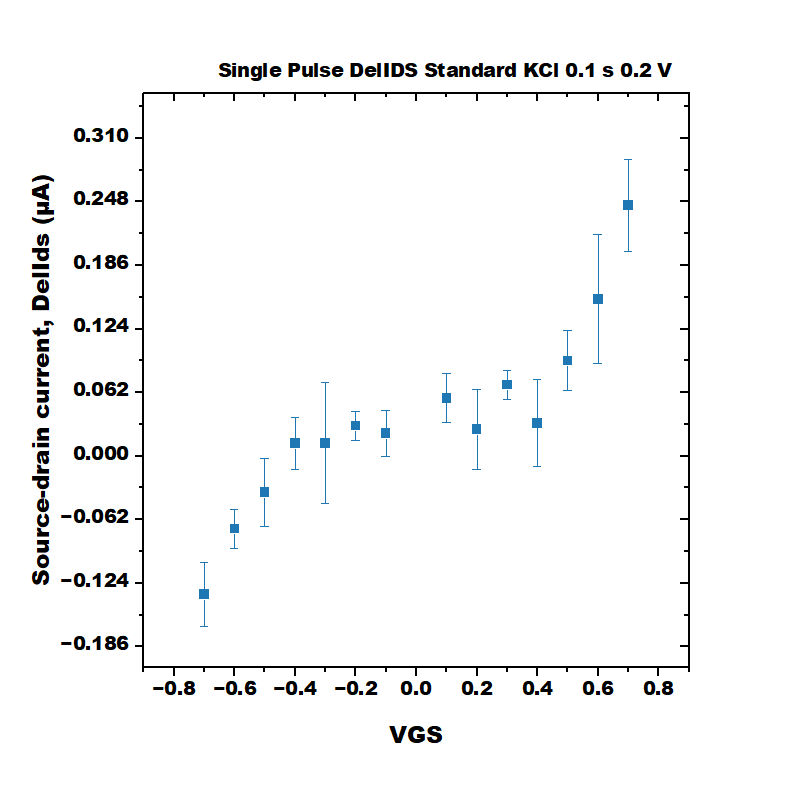 Single Pulse DelIDS Standard KCl 0.1 s 0.2 V
Source-drain current, DelIds (µA)
0.310
0.248
0.186
0.124
0.062
0.000
−0.062
−0.124
−0.186
−0.8 −0.6 −0.4 −0.2 0.0 0.2 0.4 0.6 0.8
VGS